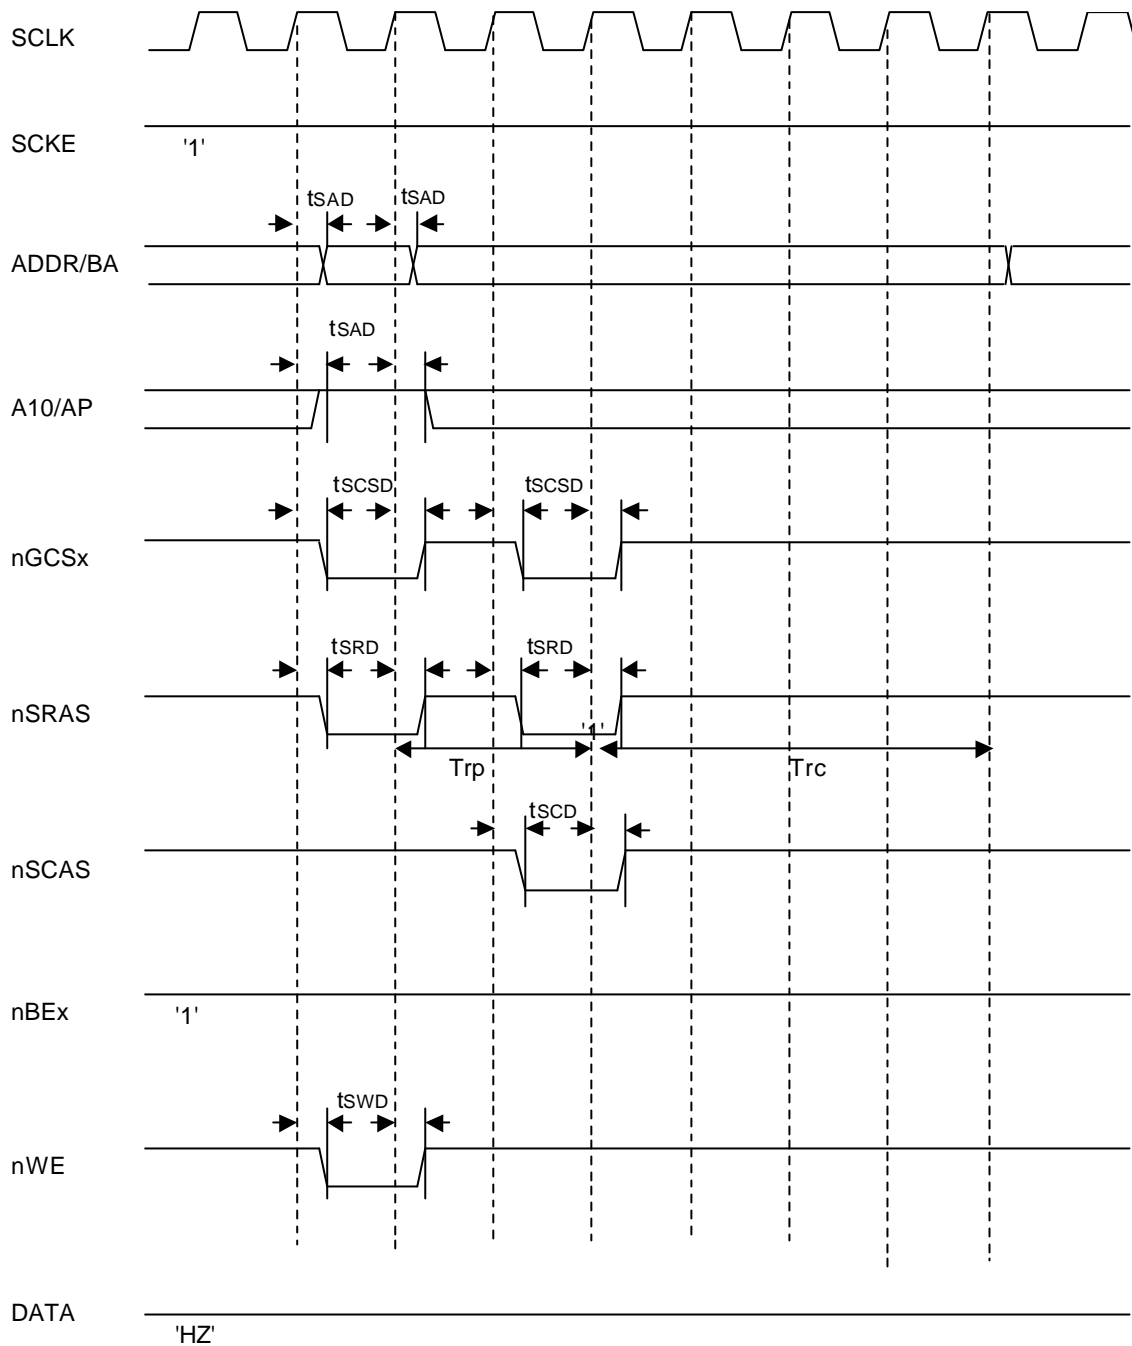 SCLK
SCKE
'1'
tSAD tSAD
ADDR/BA
tSAD
A10/AP
tSCSD tSCSD
nGCSx
tSRD tSRD
nSRAS
'1'
Trp Trc
tSCD
nSCAS
nBEx
'1'
tSWD
nWE
DATA
'HZ'